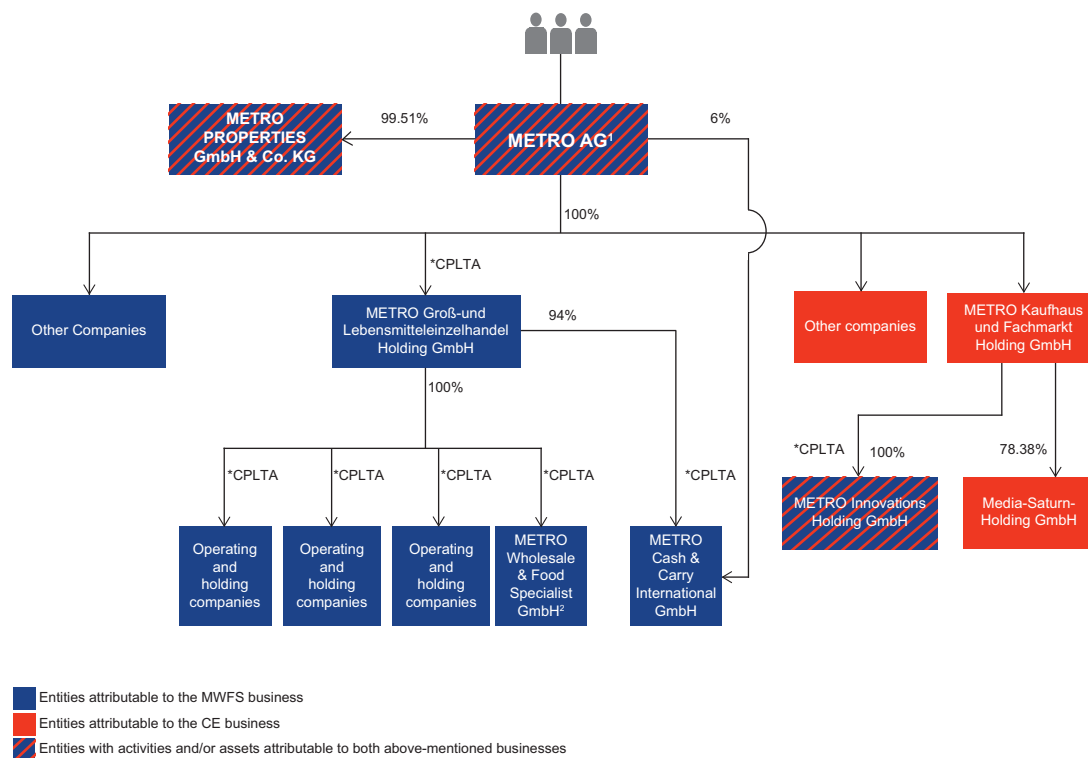 METRO
PROPERTIES
GmbH & Co. KG
99.51%
METRO AG¹
6%
100%
*CPLTA
Other Companies
METRO Groß-und
Lebensmitteleinzelhandel
Holding GmbH
94%
Other companies
METRO Kaufhaus
und Fachmarkt
Holding GmbH
100%
*CPLTA
*CPLTA
*CPLTA
*CPLTA
*CPLTA
*CPLTA
100%
78.38%
Operating
and
holding
companies
Operating
and
holding
companies
Operating
and
holding
companies
METRO
Wholesale
& Food
Specialist
GmbH²
METRO
Cash &
Carry
International
GmbH
METRO Innovations
Holding GmbH
Media-Saturn-
Holding GmbH
Entities attributable to the MWFS business
Entities attributable to the CE business
Entities with activities and/or assets attributable to both above-mentioned businesses